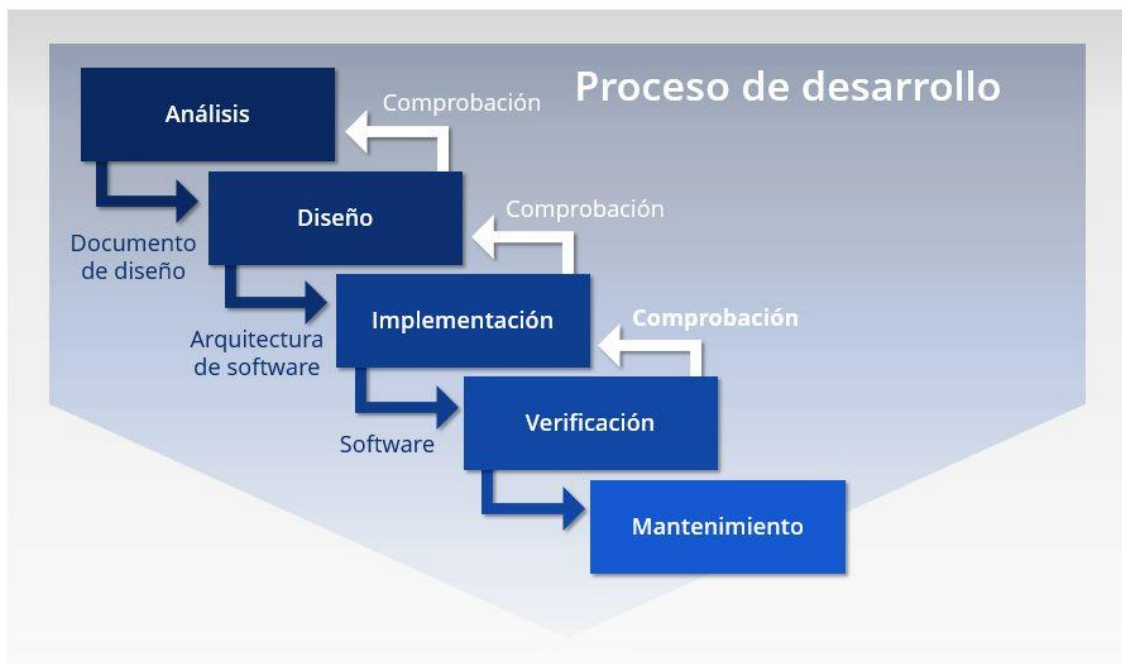 Proceso de desarrollo
Análisis
Comprobación
Diseño
Comprobación
Documento
de diseño
Implementación
Comprobación
Arquitectura
de software
Verificación
Software
Mantenimiento